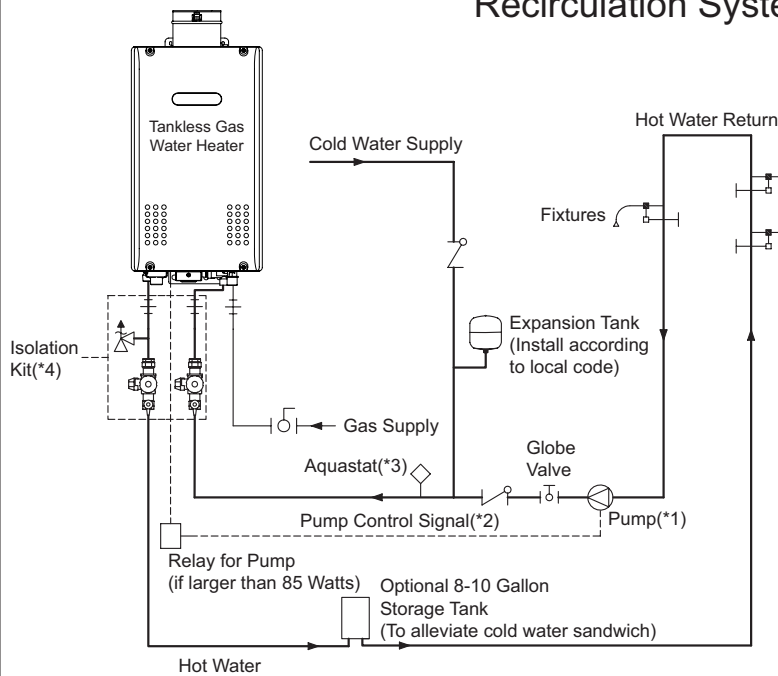 Recirculation Syste
Tankless Gas
Water Heater
Cold Water Supply
Hot Water Return
Fixtures
Isolation
Kit(*4)
Expansion Tank
(Install according
to local code)
Gas Supply
Globe
Valve
Aquastat(*3)
Pump Control Signal(*2)
Pump(*1)
Relay for Pump
(if larger than 85 Watts)
Optional 8-10 Gallon
Storage Tank
(To alleviate cold water sandwich)
Hot Water